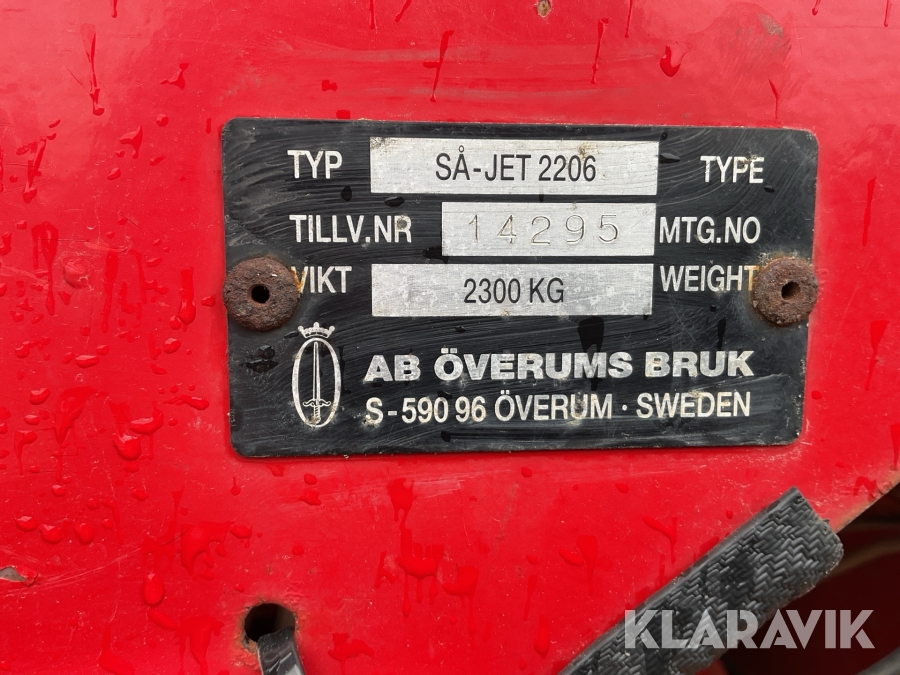 TYP SÅ-JET 2206 TYPE
TILLV.NR 14295 MTG.NO
VIKT 2300 KG WEIGHT
AB ÖVERUMS BRUK
S-590 96 ÖVERUM · SWEDEN
KLARAVIK